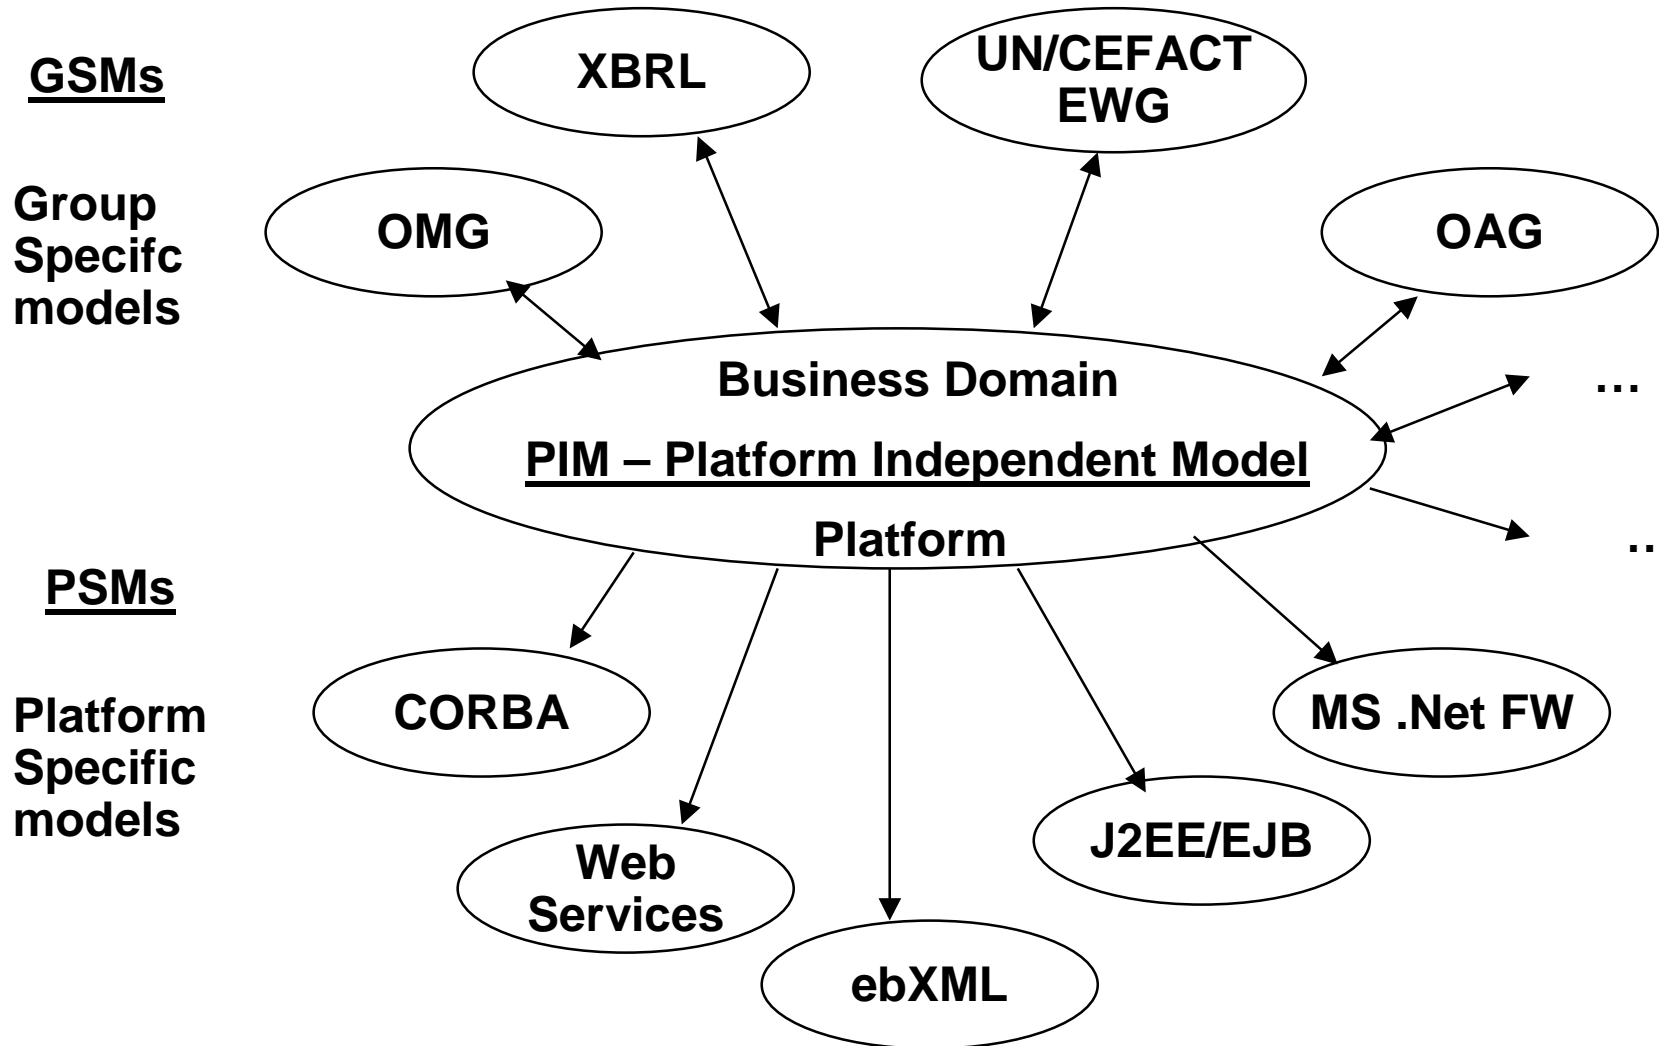 GSMs
XBRL
UN/CEFACT
EWG
Group
Specifc
models
OMG
OAG
Business Domain
...
PIM – Platform Independent Model
Platform
..
PSMs
CORBA
MS .Net FW
Platform
Specific
models
Web
Services
J2EE/EJB
ebXML